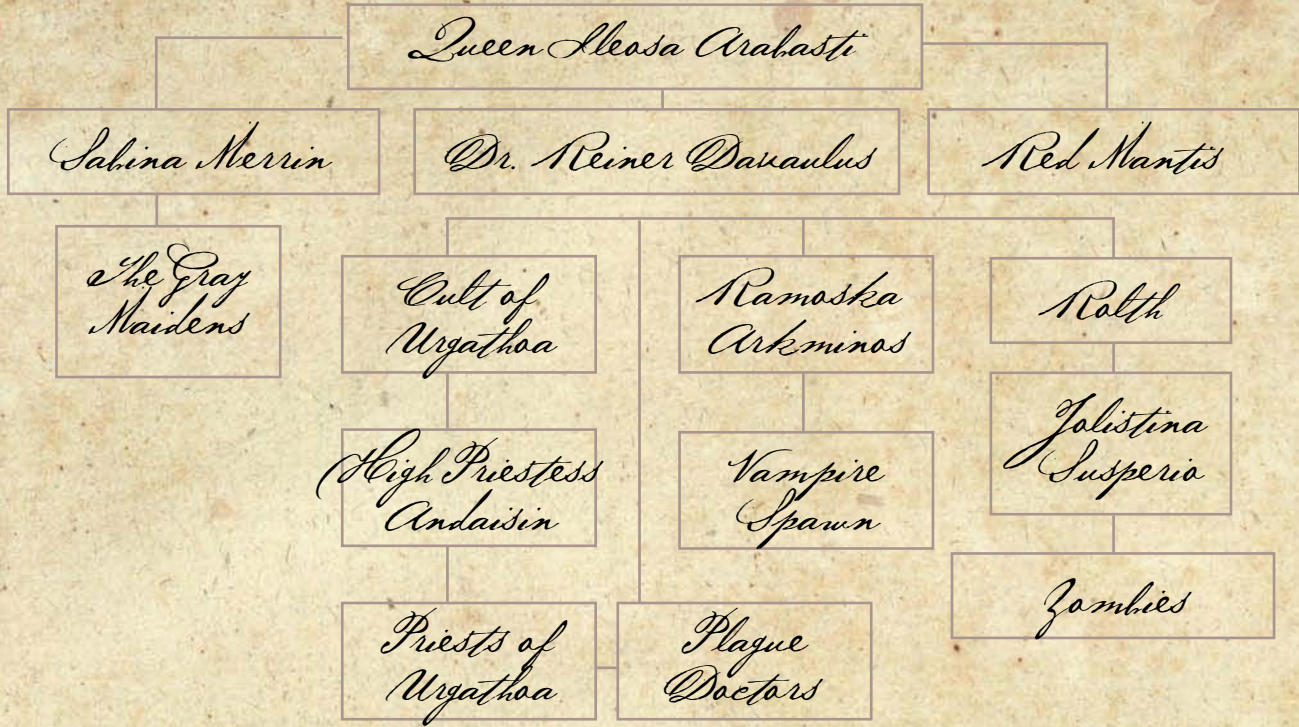 Queen Ileosa Arabasti
Sabina Merrin
Dr. Reiner Davaulus
Red Mantis
The Gray
Maidens
Cult of
Urgathoa
Ramoska
Arkminos
Rolth
High Priestess
Andaisin
Vampire
Spawn
Jolistina
Susperio
Zombies
Priests of
Urgathoa
Plague
Doctors